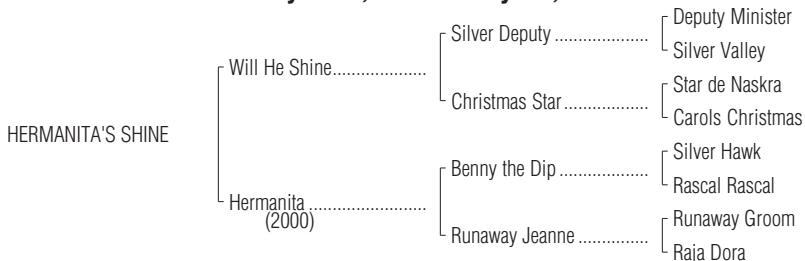 Deputy Minister
Silver Deputy ....................
Silver Valley
Will He Shine.....................
Star de Naskra
Christmas Star..................
Carols Christmas
HERMANITA'S SHINE
Silver Hawk
Benny the Dip ...................
Rascal Rascal
Hermanita ..........................
(2000)
Runaway Groom
Runaway Jeanne ...............
Raja Dora